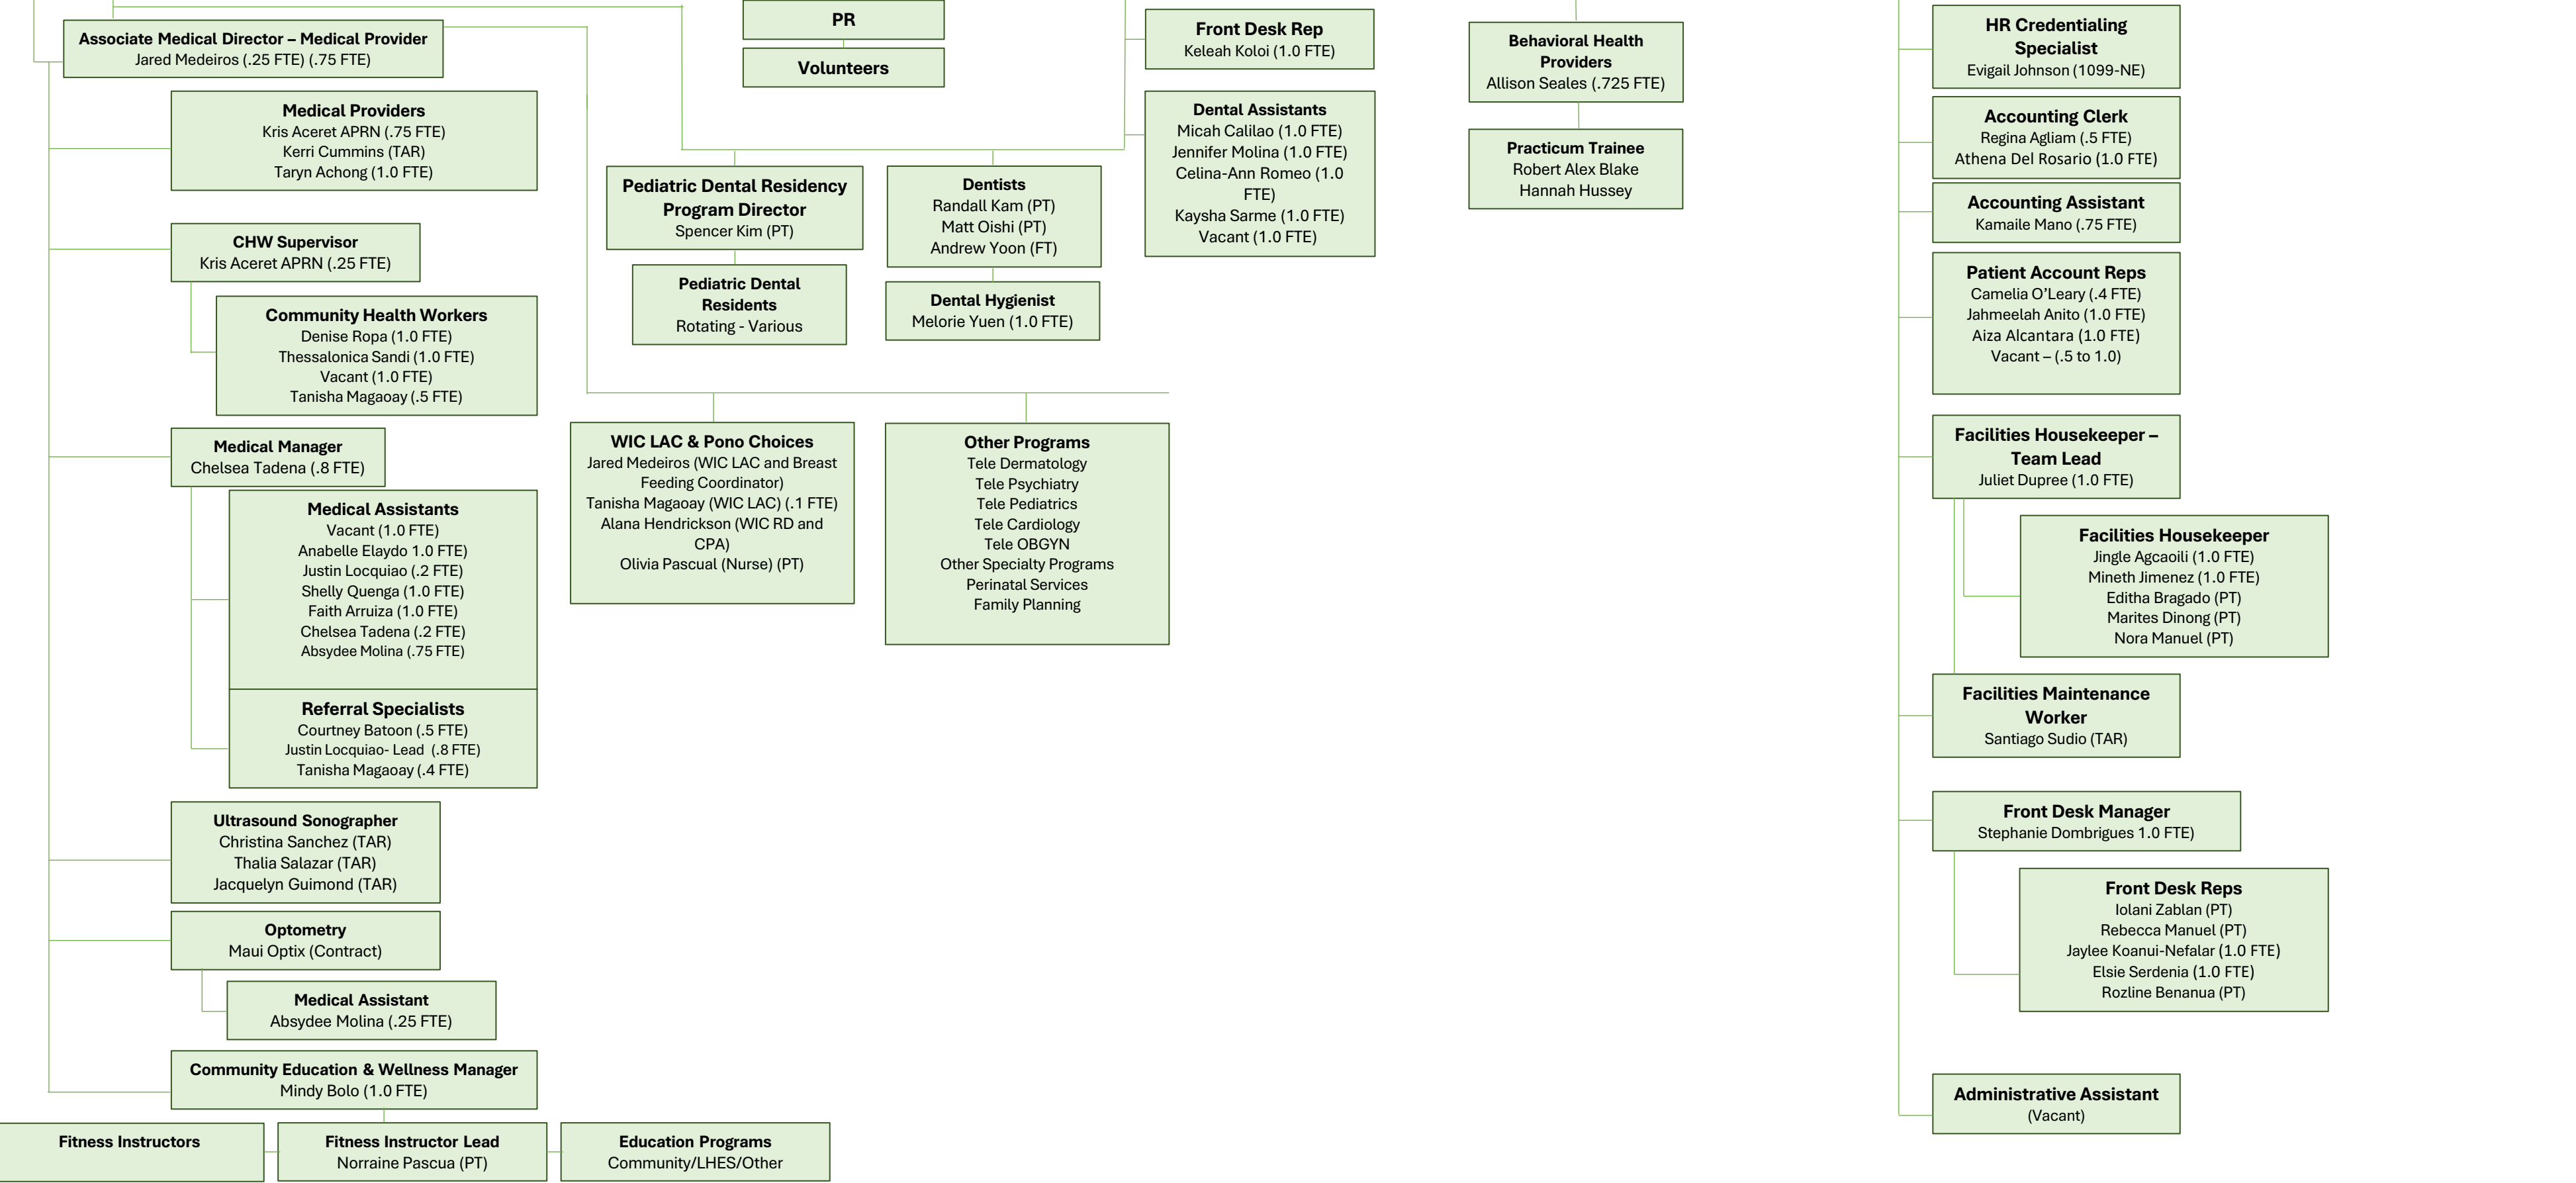 Associate Medical Director – Medical Provider
Jared Medeiros (.25 FTE) (.75 FTE)
Medical Providers
Kris Aceret APRN (.75 FTE)
Kerri Cummins (TAR)
Taryn Achong (1.0 FTE)
CHW Supervisor
Kris Aceret APRN (.25 FTE)
Community Health Workers
Denise Ropa (1.0 FTE)
Thessalonica Sandi (1.0 FTE)
Vacant (1.0 FTE)
Tanisha Magaoay (.5 FTE)
Medical Manager
Chelsea Tadena (.8 FTE)
Medical Assistants
Vacant (1.0 FTE)
Anabelle Elaydo 1.0 FTE)
Justin Locquiao (.2 FTE)
Shelly Quenga (1.0 FTE)
Faith Arruiza (1.0 FTE)
Chelsea Tadena (.2 FTE)
Absydee Molina (.75 FTE)
Referral Specialists
Courtney Batoon (.5 FTE)
Justin Locquiao- Lead  (.8 FTE)
Tanisha Magaoay (.4 FTE)
Ultrasound Sonographer
Christina Sanchez (TAR)
Thalia Salazar (TAR)
Jacquelyn Guimond (TAR)
Optometry
Maui Optix (Contract)
Medical Assistant
Absydee Molina (.25 FTE)
Community Education & Wellness Manager
Mindy Bolo (1.0 FTE)
Fitness Instructors
Fitness Instructor Lead
Norraine Pascua (PT)
Education Programs
Community/LHES/Other
PR
Volunteers
Pediatric Dental Residency
Program Director
Spencer Kim (PT)
Pediatric Dental
Residents
Rotating - Various
Dentists
Randall Kam (PT)
Matt Oishi (PT)
Andrew Yoon (FT)
Dental Hygienist
Melorie Yuen (1.0 FTE)
WIC LAC & Pono Choices
Jared Medeiros (WIC LAC and Breast
Feeding Coordinator)
Tanisha Magaoay (WIC LAC) (.1 FTE)
Alana Hendrickson (WIC RD and
CPA)
Olivia Pascual (Nurse) (PT)
Other Programs
Tele Dermatology
Tele Psychiatry
Tele Pediatrics
Tele Cardiology
Tele OBGYN
Other Specialty Programs
Perinatal Services
Family Planning
Front Desk Rep
Keleah Koloi (1.0 FTE)
Dental Assistants
Micah Calilao (1.0 FTE)
Jennifer Molina (1.0 FTE)
Celina-Ann Romeo (1.0
FTE)
Kaysha Sarme (1.0 FTE)
Vacant (1.0 FTE)
Behavioral Health
Providers
Allison Seales (.725 FTE)
Practicum Trainee
Robert Alex Blake
Hannah Hussey
HR Credentialing
Specialist
Evigail Johnson (1099-NE)
Accounting Clerk
Regina Agliam (.5 FTE)
Athena Del Rosario (1.0 FTE)
Accounting Assistant
Kamaile Mano (.75 FTE)
Patient Account Reps
Camelia O’Leary (.4 FTE)
Jahmeelah Anito (1.0 FTE)
Aiza Alcantara (1.0 FTE)
Vacant – (.5 to 1.0)
Facilities Housekeeper –
Team Lead
Juliet Dupree (1.0 FTE)
Facilities Housekeeper
Jingle Agcaoili (1.0 FTE)
Mineth Jimenez (1.0 FTE)
Editha Bragado (PT)
Marites Dinong (PT)
Nora Manuel (PT)
Facilities Maintenance
Worker
Santiago Sudio (TAR)
Front Desk Manager
Stephanie Dombrigues 1.0 FTE)
Front Desk Reps
Iolani Zablan (PT)
Rebecca Manuel (PT)
Jaylee Koanui-Nefalar (1.0 FTE)
Elsie Serdenia (1.0 FTE)
Rozline Benanua (PT)
Administrative Assistant
(Vacant)